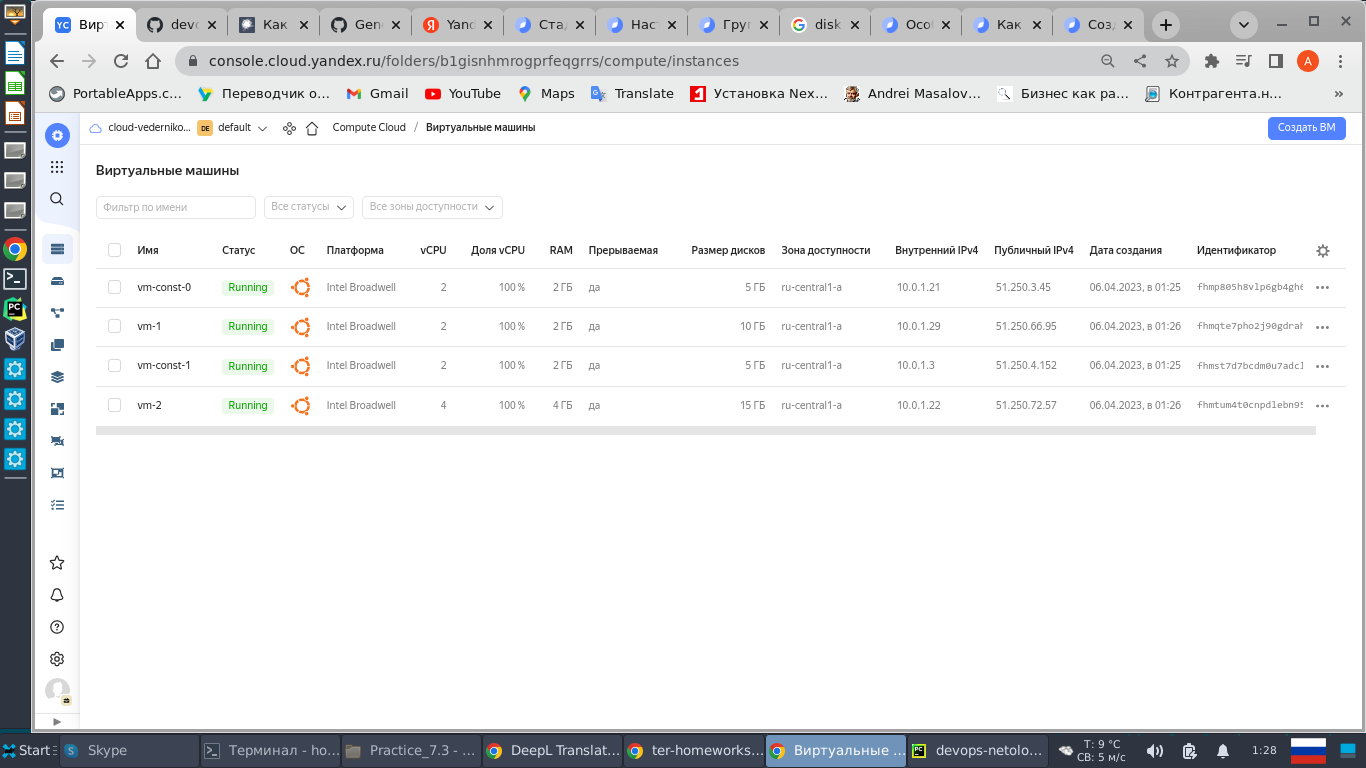 YC Вирт
devo
Как
Gene
Yanc
Стад
Нас
Груп
disk
Осо
Как
Соз
console.cloud.yandex.ru/folders/b1gisnhmmogprfeqgrrs/compute/instances
A
PortableApps.c...
Переводчик о...
Gmail
YouTube
Maps
Translate
Установка Nex...
Andrei Masalov...
Бизнес как ра...
Контрагента.н...
»
cloud-verderniko... DE default Compute Cloud / Виртуальные машины Создать ВМ
Виртуальные машины
Фильтр по имени Все статусы Все зоны доступности
Имя Статус ОС Платформа vCPU Доля vCPU RAM Прерываемая Размер дисков Зона доступности Внутренний IPv4 Публичный IPv4 Дата создания Идентификатор
vm-const-0 Running Intel Broadwell 2 100 % 2 ГБ да 5 ГБ ru-central1-a 10.0.1.21 51.250.3.45 06.04.2023, в 01:25 fhmp805h8vlp6gb4gh
vm-1 Running Intel Broadwell 2 100 % 2 ГБ да 10 ГБ ru-central1-a 10.0.1.29 51.250.66.95 06.04.2023, в 01:26 fhmqte7pho2j90gdra
vm-const-1 Running Intel Broadwell 2 100 % 2 ГБ да 5 ГБ ru-central1-a 10.0.1.3 51.250.4.152 06.04.2023, в 01:25 fhmst7d7bcdm0u7adc
vm-2 Running Intel Broadwell 4 100 % 4 ГБ да 15 ГБ ru-central1-a 10.0.1.22 51.250.72.57 06.04.2023, в 01:26 fhmtum4t0cnpdlebn9
Start
Skype
Терминал - ho...
Practice_7.3 - ...
DeepL Translat...
ter-homeworks...
Виртуальные ...
devops-netolo...
T: 9 °C
СВ: 5 м/с
1:28